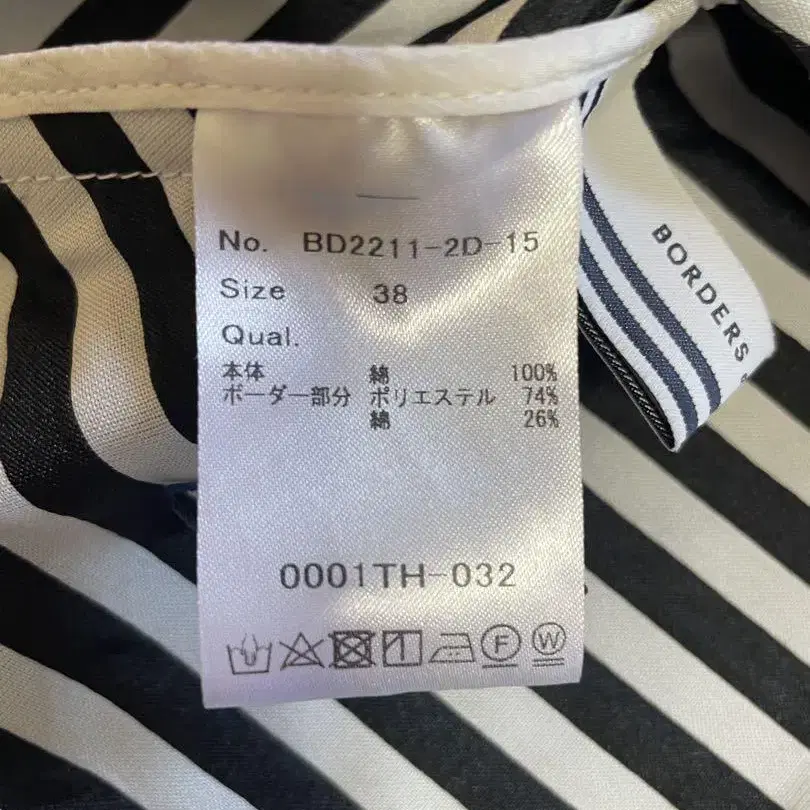 No. BD2211-2D-15
Size 38
Qual.
本体 綿 100%
ボーダー部分 ポリエステル 74%
綿 26%
0001TH-032
F W
BORDERS